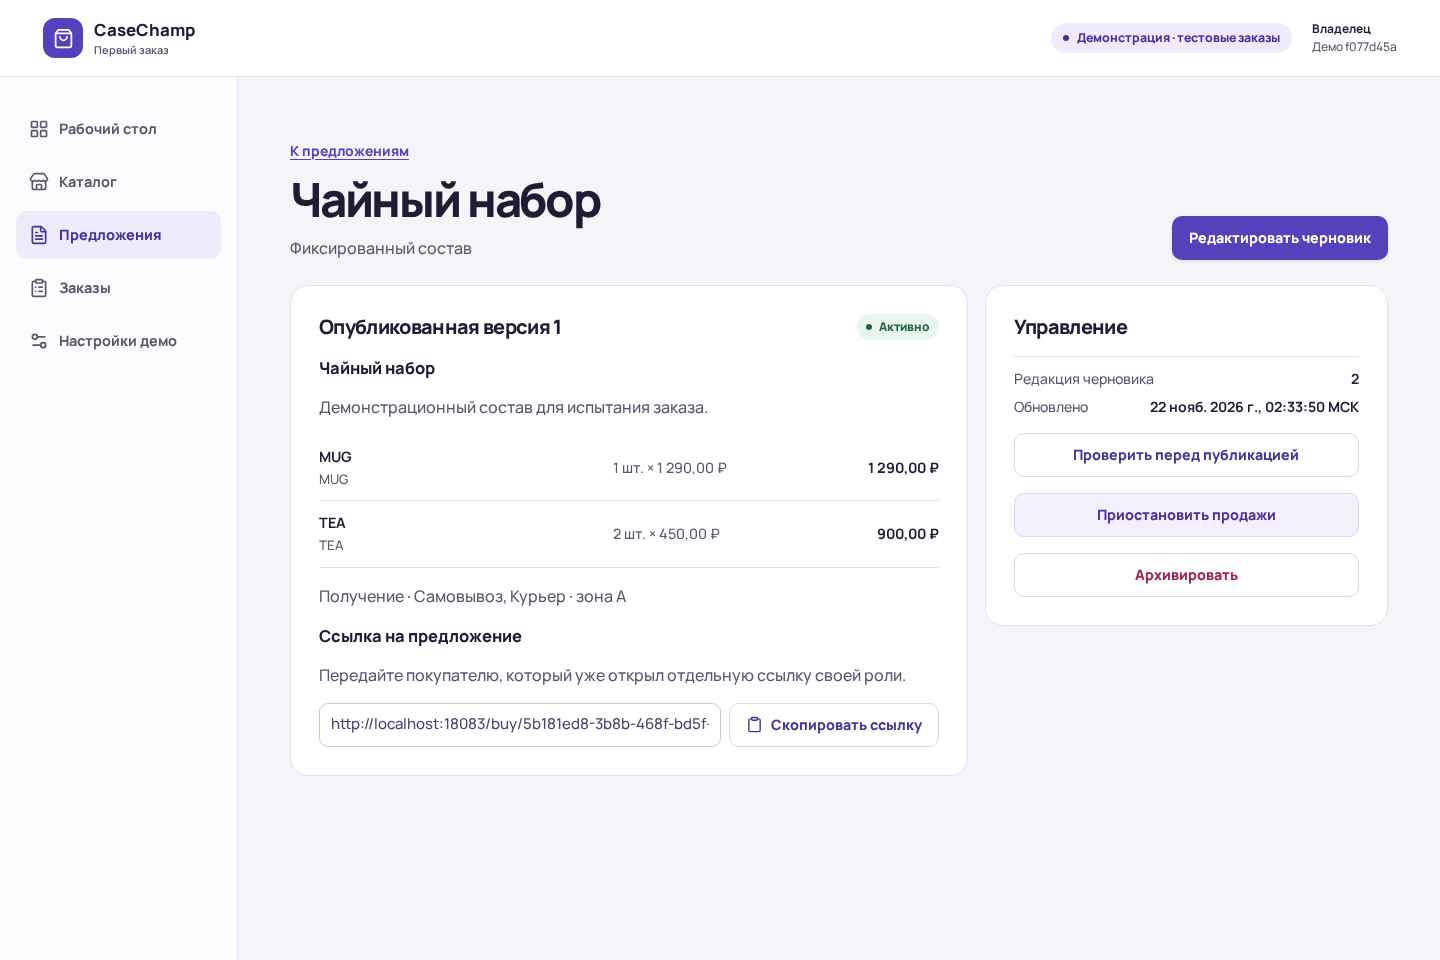 CaseChamp
Первый заказ
Демонстрация · тестовые заказы
Владелец
Демо f077d45a
Рабочий стол
Каталог
Предложения
Заказы
Настройки демо
К предложениям
Чайный набор
Фиксированный состав
Редактировать черновик
Опубликованная версия 1
Активно
Чайный набор
Демонстрационный состав для испытания заказа.
MUG
MUG
1 шт. × 1 290,00 ₽
1 290,00 ₽
TEA
TEA
2 шт. × 450,00 ₽
900,00 ₽
Получение · Самовывоз, Курьер · зона А
Ссылка на предложение
Передайте покупателю, который уже открыл отдельную ссылку своей роли.
http://localhost:18083/buy/5b181ed8-3b8b-468f-bd5f-
Скопировать ссылку
Управление
Редакция черновика
2
Обновлено
22 нояб. 2026 г., 02:33:50 МСК
Проверить перед публикацией
Приостановить продажи
Архивировать